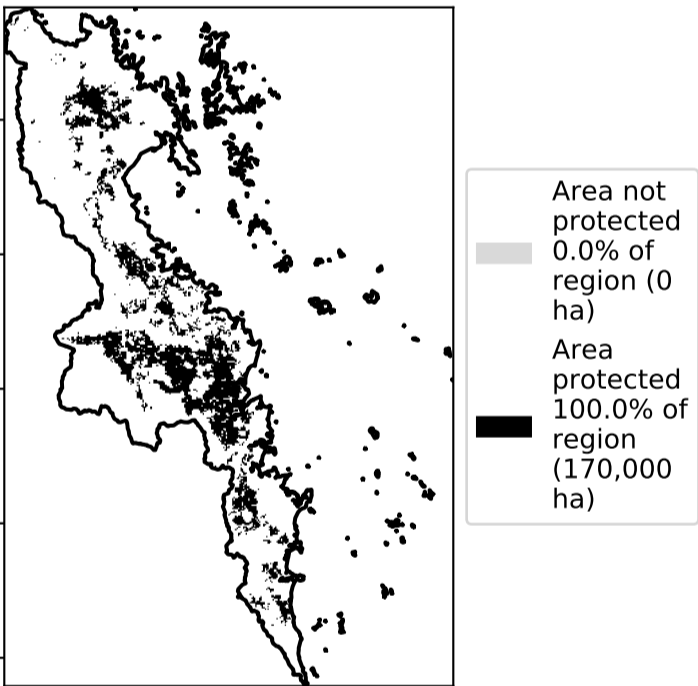 Area not
protected
0.0% of
region (0
ha)
Area
protected
100.0% of
region
(170,000
ha)